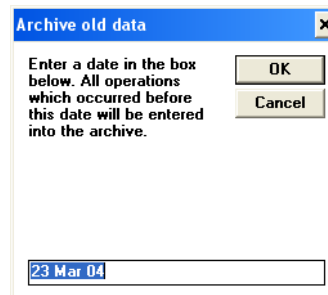 Archive old data
Enter a date in the box
below. All operations
which occurred before
this date will be entered
into the archive.
OK
Cancel
23 Mar 04